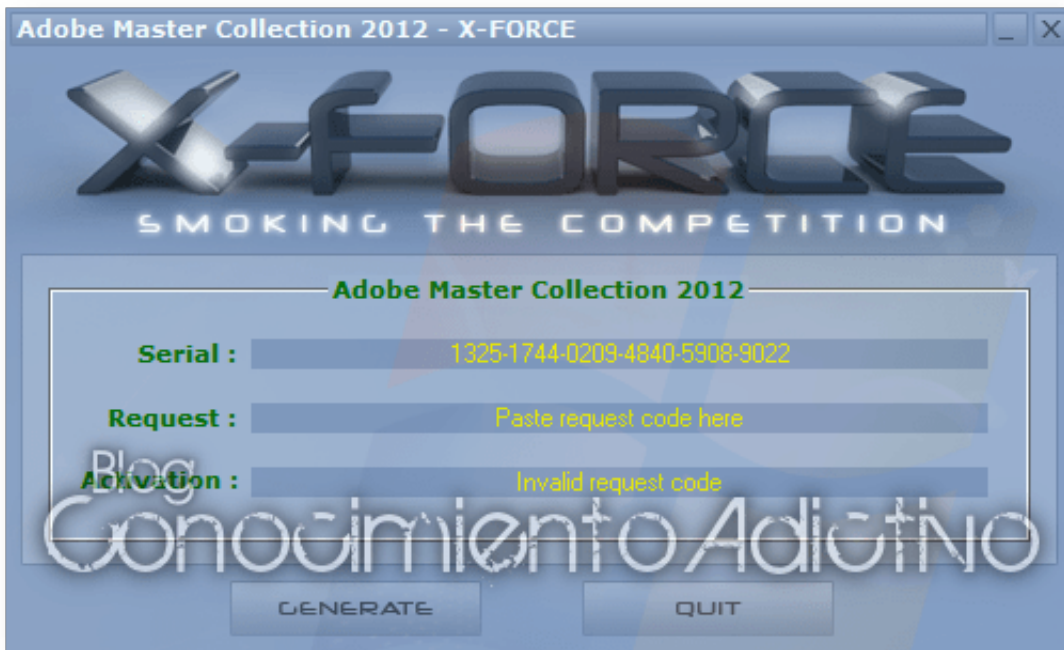 Adobe Master Collection 2012 - X-FORCE
X-FORCE
SMOKING THE COMPETITION
Adobe Master Collection 2012
Serial : 1325-1744-0209-4840-5908-9022
Request : Paste request code here
Activation : Invalid request code
Blog
Conocimiento Adictivo
GENERATE QUIT